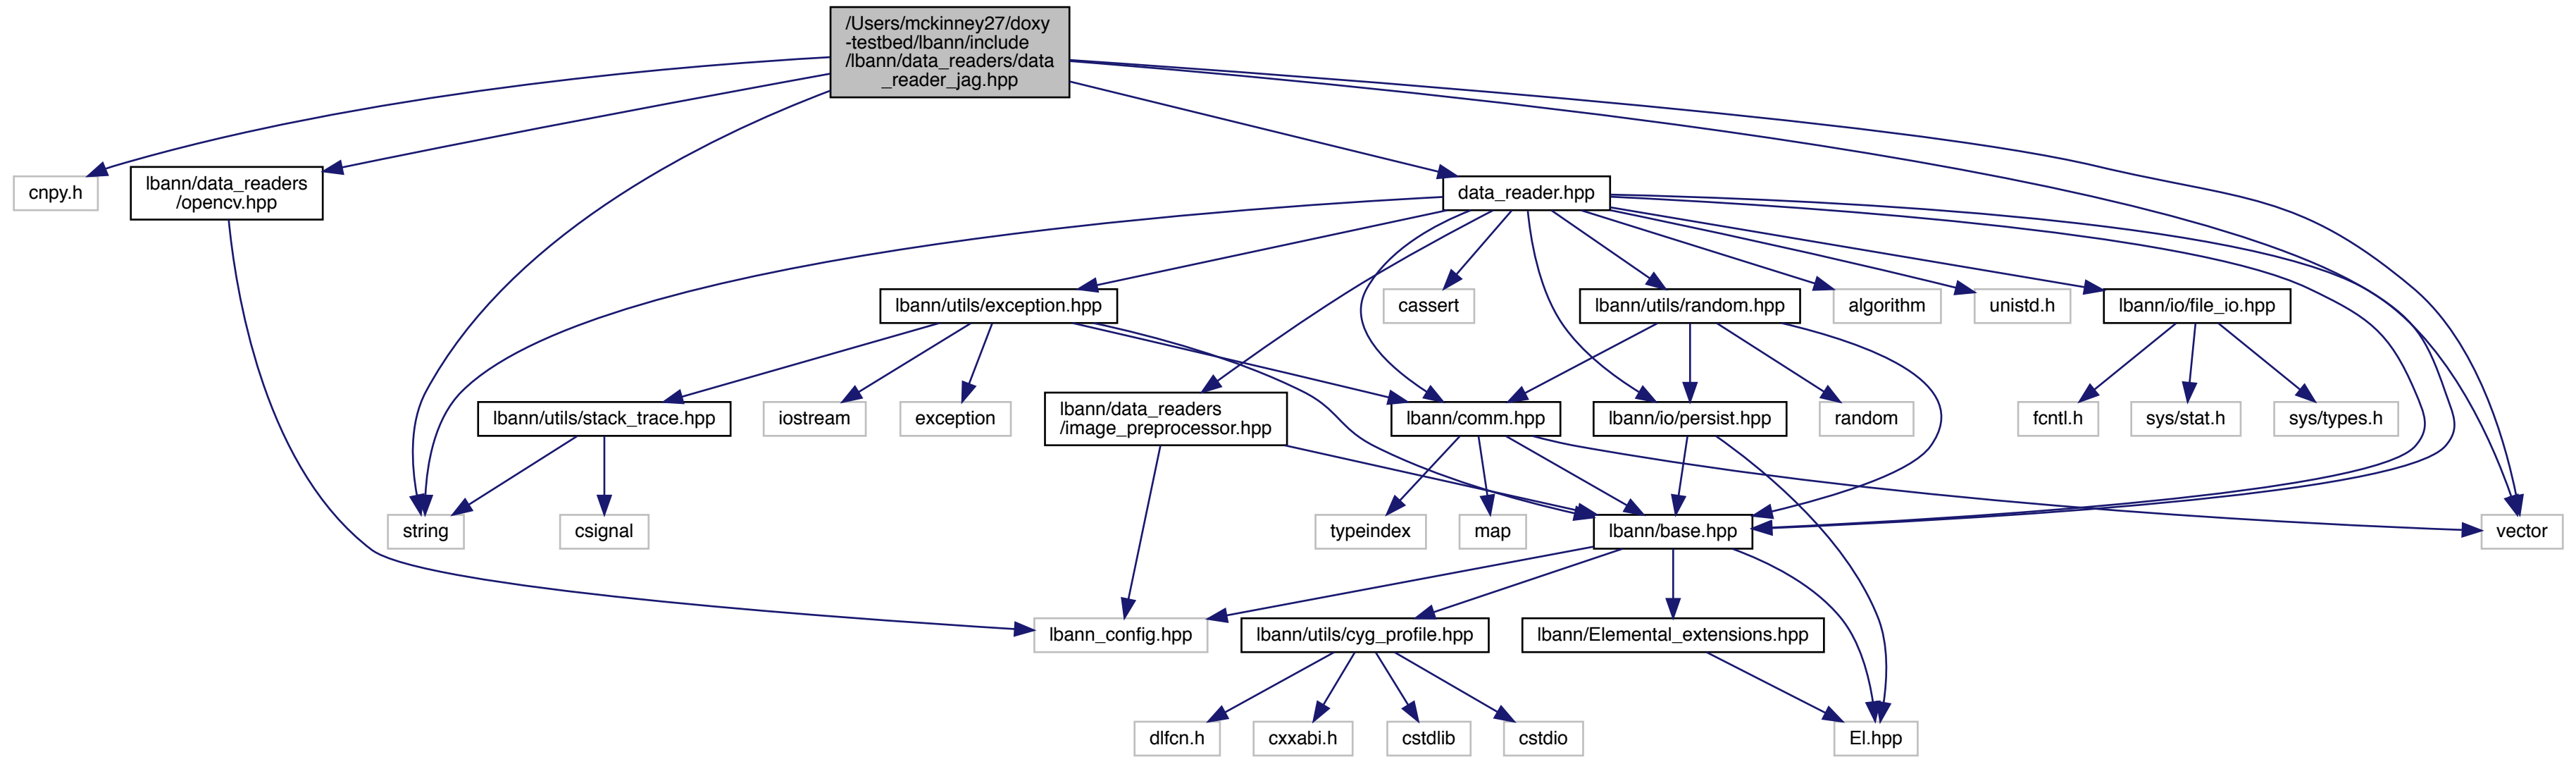 /Users/mckinney27/doxy
-testbed/lbann/include
/lbann/data_readers/data
_reader_jag.hpp
cnpy.h
lbann/data_readers
/opencv.hpp
data_reader.hpp
lbann/utils/exception.hpp
cassert
lbann/utils/random.hpp
algorithm
unistd.h
lbann/io/file_io.hpp
lbann/utils/stack_trace.hpp
iostream
exception
lbann/data_readers
/image_preprocessor.hpp
lbann/comm.hpp
lbann/io/persist.hpp
random
fcntl.h
sys/stat.h
sys/types.h
string
csignal
typeindex
map
lbann/base.hpp
vector
lbann_config.hpp
lbann/utils/cyg_profile.hpp
lbann/Elemental_extensions.hpp
dlfcn.h
cxxabi.h
cstdlib
cstdio
El.hpp